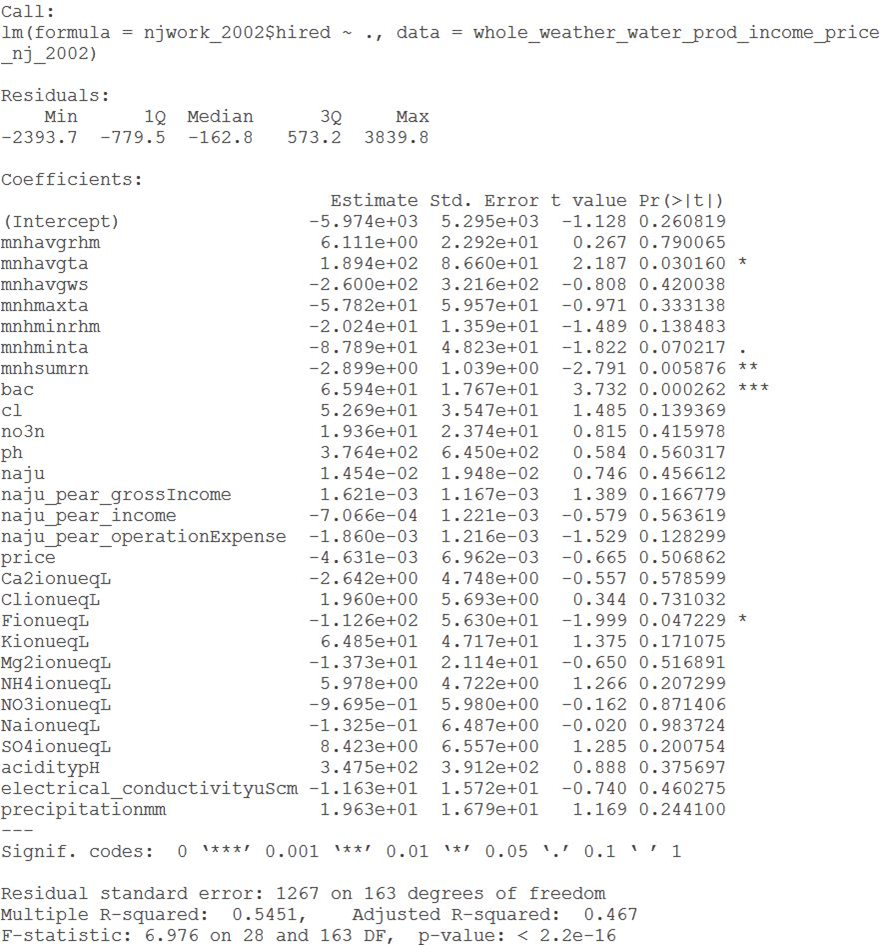 Call:
lm(formula = njwork_2002$hired ~ ., data = whole_weather_water_prod_income_price
_nj_2002)
Residuals:
    Min      1Q  Median      3Q     Max
-2393.7  -779.5  -162.8   573.2  3839.8
Coefficients:
                              Estimate Std. Error t value Pr(>|t|)
(Intercept)                 -5.974e+03  5.295e+03  -1.128 0.260819
mnhavgrhm                    6.111e+00  2.292e+01   0.267 0.790065
mnhavgta                     1.894e+02  8.660e+01   2.187 0.030160 *
mnhavgws                    -2.600e+02  3.216e+02  -0.808 0.420038
mnhmaxta                    -5.782e+01  5.957e+01  -0.971 0.333138
mnhminrhm                   -2.024e+01  1.359e+01  -1.489 0.138483
mnhminta                    -8.789e+01  4.823e+01  -1.822 0.070217 .
mnhsumrn                    -2.899e+00  1.039e+00  -2.791 0.005876 **
bac                          6.594e+01  1.767e+01   3.732 0.000262 ***
cl                           5.269e+01  3.547e+01   1.485 0.139369
no3n                         1.936e+01  2.374e+01   0.815 0.415978
ph                           3.764e+02  6.450e+02   0.584 0.560317
naju                         1.454e-02  1.948e-02   0.746 0.456612
naju_pear_grossIncome        1.621e-03  1.167e-03   1.389 0.166779
naju_pear_income            -7.066e-04  1.221e-03  -0.579 0.563619
naju_pear_operationExpense  -1.860e-03  1.216e-03  -1.529 0.128299
price                       -4.631e-03  6.962e-03  -0.665 0.506862
Ca2ionueqL                  -2.642e+00  4.748e+00  -0.557 0.578599
ClionueqL                    1.960e+00  5.693e+00   0.344 0.731032
FionueqL                    -1.126e+02  5.630e+01  -1.999 0.047229 *
KionueqL                     6.485e+01  4.717e+01   1.375 0.171075
Mg2ionueqL                  -1.373e+01  2.114e+01  -0.650 0.516891
NH4ionueqL                   5.978e+00  4.722e+00   1.266 0.207299
NO3ionueqL                  -9.695e-01  5.980e+00  -0.162 0.871406
NaionueqL                   -1.325e-01  6.487e+00  -0.020 0.983724
SO4ionueqL                   8.423e+00  6.557e+00   1.285 0.200754
aciditypH                    3.475e+02  3.912e+02   0.888 0.375697
electrical_conductivityuScm -1.163e+01  1.572e+01  -0.740 0.460275
precipitationmm              1.963e+01  1.679e+01   1.169 0.244100
---
Signif. codes:  0 ‘***’ 0.001 ‘**’ 0.01 ‘*’ 0.05 ‘.’ 0.1 ‘ ’ 1
Residual standard error: 1267 on 163 degrees of freedom
Multiple R-squared:  0.5451,    Adjusted R-squared:  0.467
F-statistic: 6.976 on 28 and 163 DF,  p-value: < 2.2e-16